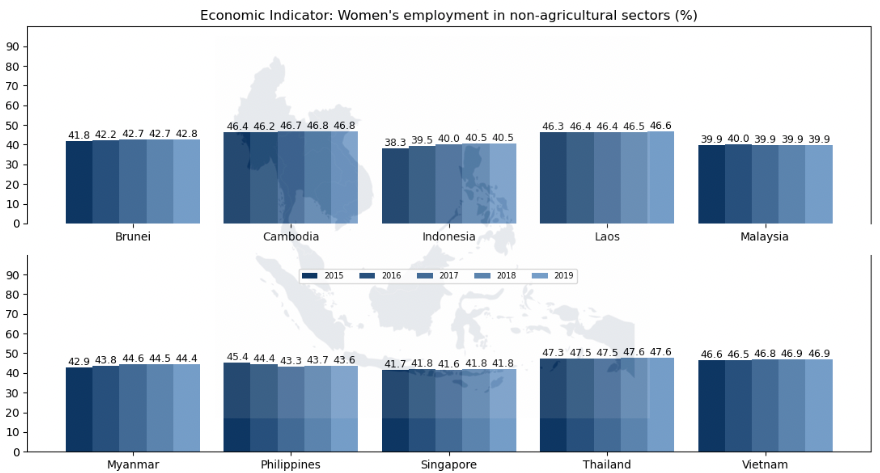 Economic Indicator: Women's employment in non-agricultural sectors (%)
90
80
70
60
50
40
30
20
10
0
41.8 42.2 42.7 42.7 42.8
46.4 46.2 46.7 46.8 46.8
38.3 39.5 40.0 40.5 40.5
46.3 46.4 46.4 46.5 46.6
39.9 40.0 39.9 39.9 39.9
Brunei Cambodia Indonesia Laos Malaysia
2015 2016 2017 2018 2019
90
80
70
60
50
40
30
20
10
0
42.9 43.8 44.6 44.5 44.4
45.4 44.4 43.3 43.7 43.6
41.7 41.8 41.6 41.8 41.8
47.3 47.5 47.5 47.6 47.6
46.6 46.5 46.8 46.9 46.9
Myanmar Philippines Singapore Thailand Vietnam